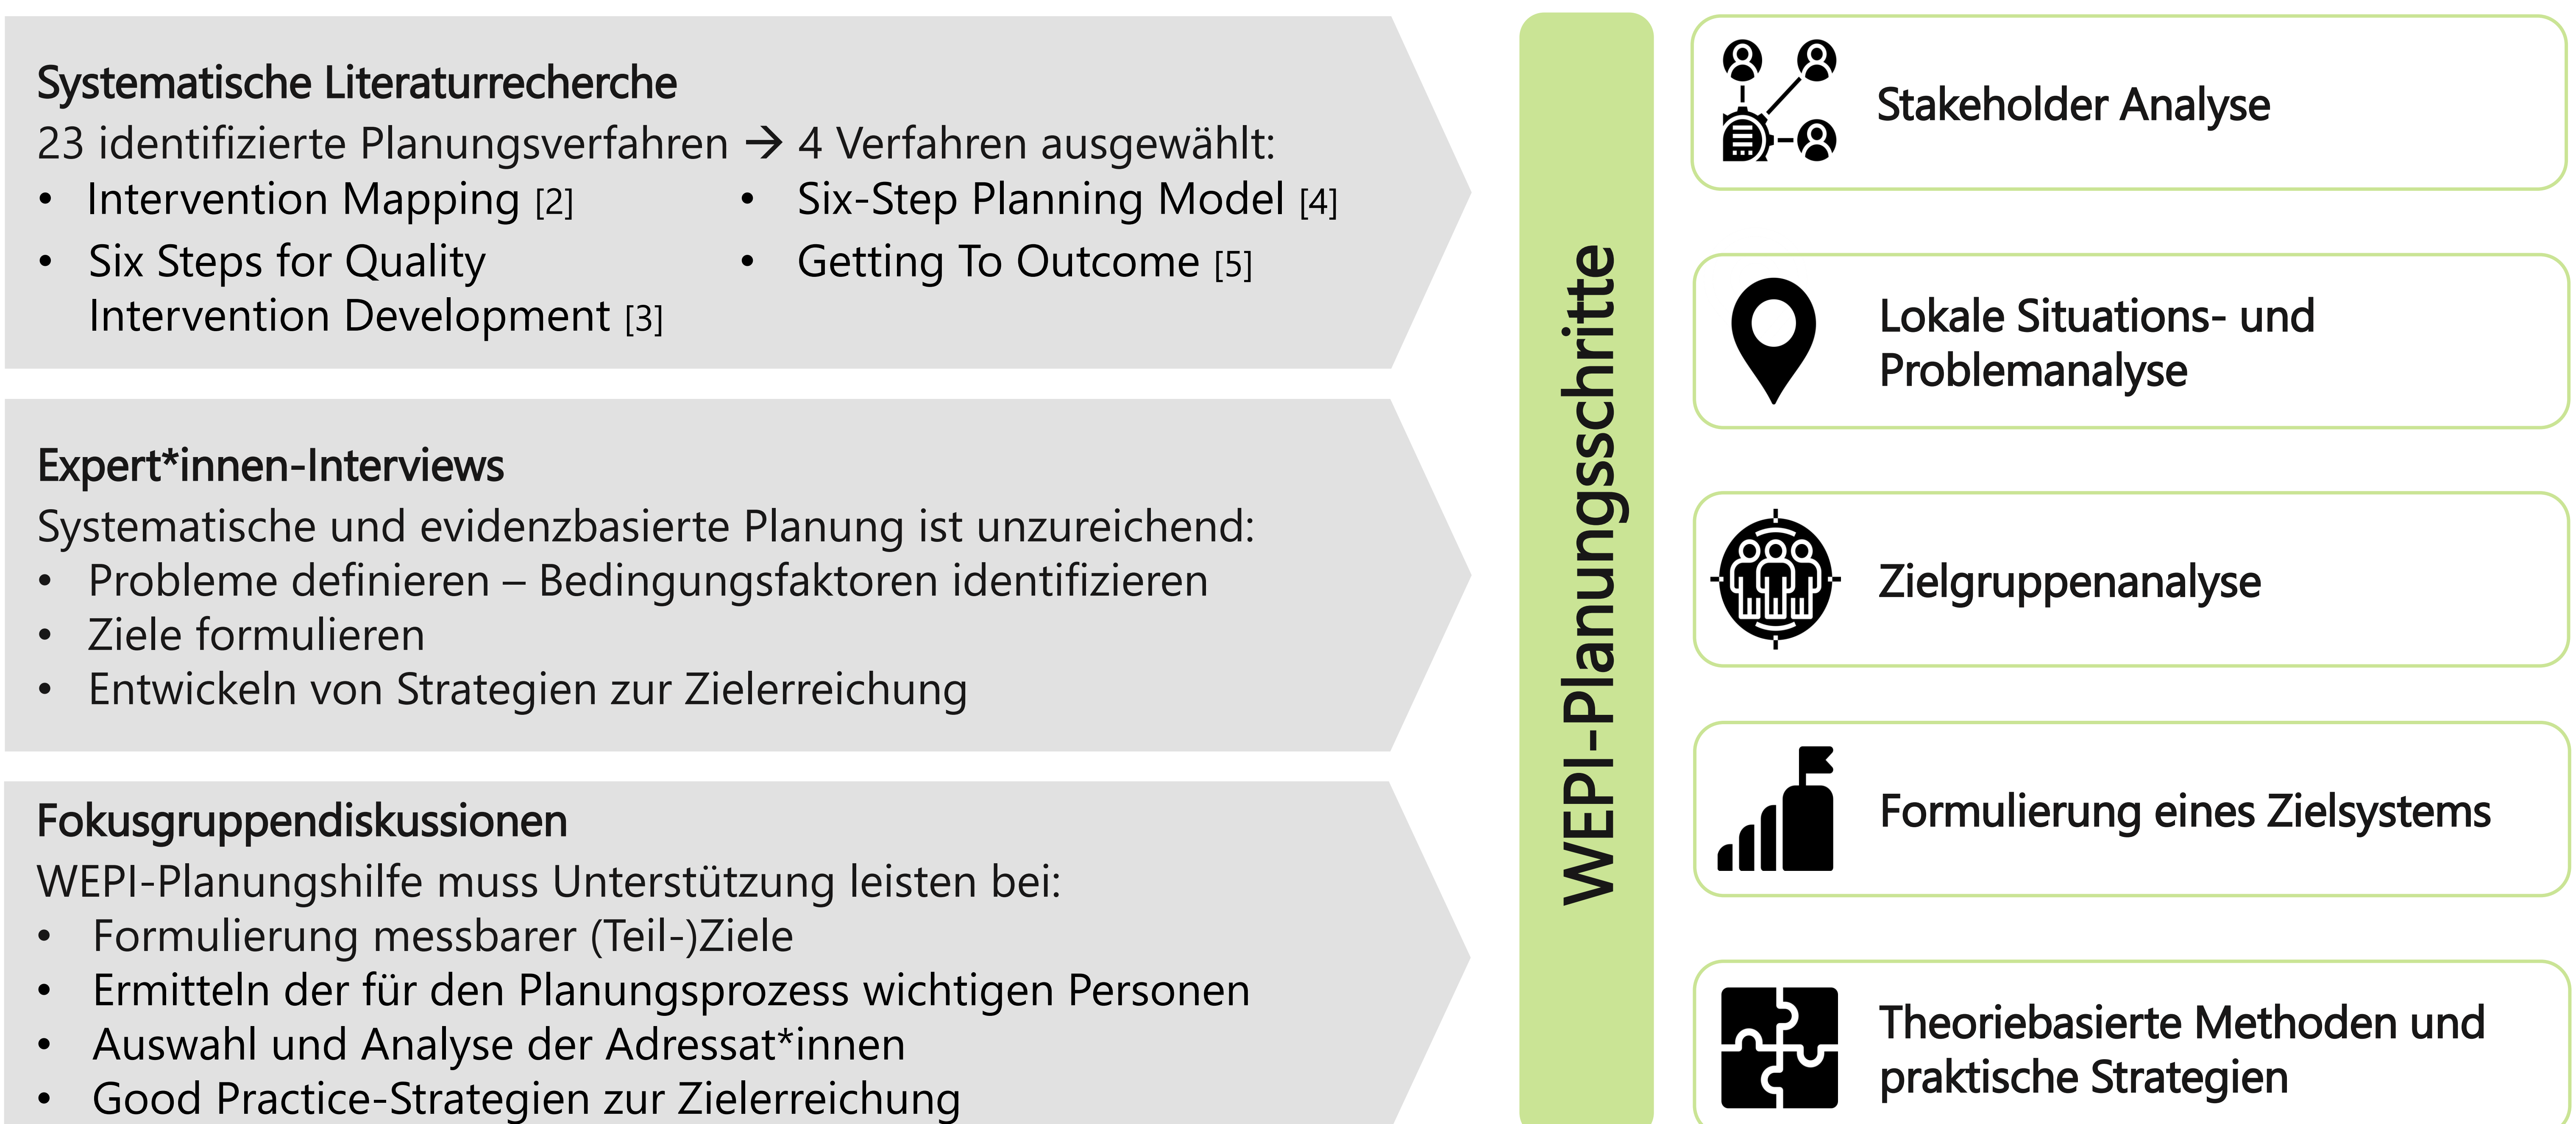 Systematische Literaturrecherche
23 identifizierte Planungsverfahren → 4 Verfahren ausgewählt:
• Intervention Mapping [2]
• Six Steps for Quality
Intervention Development [3]
• Six-Step Planning Model [4]
• Getting To Outcome [5]
Expert*innen-Interviews
Systematische und evidenzbasierte Planung ist unzureichend:
• Probleme definieren – Bedingungsfaktoren identifizieren
• Ziele formulieren
• Entwickeln von Strategien zur Zielerreichung
Fokusgruppendiskussionen
WEPI-Planungshilfe muss Unterstützung leisten bei:
• Formulierung messbarer (Teil-)Ziele
• Ermitteln der für den Planungsprozess wichtigen Personen
• Auswahl und Analyse der Adressat*innen
• Good Practice-Strategien zur Zielerreichung
WEPI-Planungsschritte
Stakeholder Analyse
Lokale Situations- und
Problemanalyse
Zielgruppenanalyse
Formulierung eines Zielsystems
Theoriebasierte Methoden und
praktische Strategien